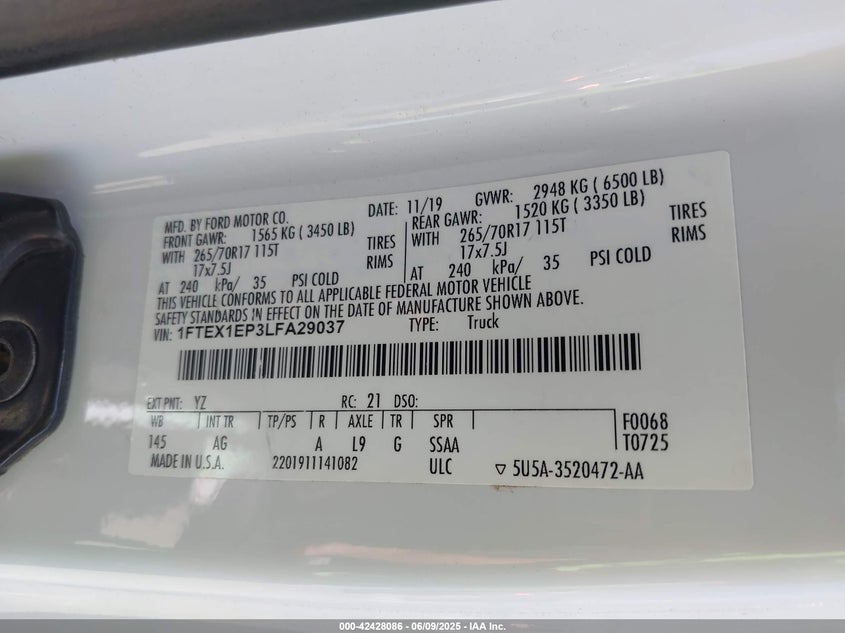 MFD. BY FORD MOTOR CO. DATE: 11/19 GVWR: 2948 KG ( 6500 LB)
FRONT GAWR: 1565 KG ( 3450 LB) REAR GAWR: 1520 KG ( 3350 LB)
WITH 265/70R17 115T TIRES WITH 265/70R17 115T TIRES
17x7.5J RIMS 17x7.5J RIMS
AT 240 kPa/ 35 PSI COLD AT 240 kPa/ 35 PSI COLD
THIS VEHICLE CONFORMS TO ALL APPLICABLE FEDERAL MOTOR VEHICLE
SAFETY STANDARDS IN EFFECT ON THE DATE OF MANUFACTURE SHOWN ABOVE.
VIN: 1FTEX1EP3LFA29037 TYPE: Truck
EXT PNT: YZ RC: 21 DSO:
WB INT TR TP/PS R AXLE TR SPR F0068
145 AG A L9 G SSAA T0725
MADE IN U.S.A. 2201911141082 ULC ▽ 5U5A-3520472-AA
000-42428086 - 06/09/2025 - IAA Inc.